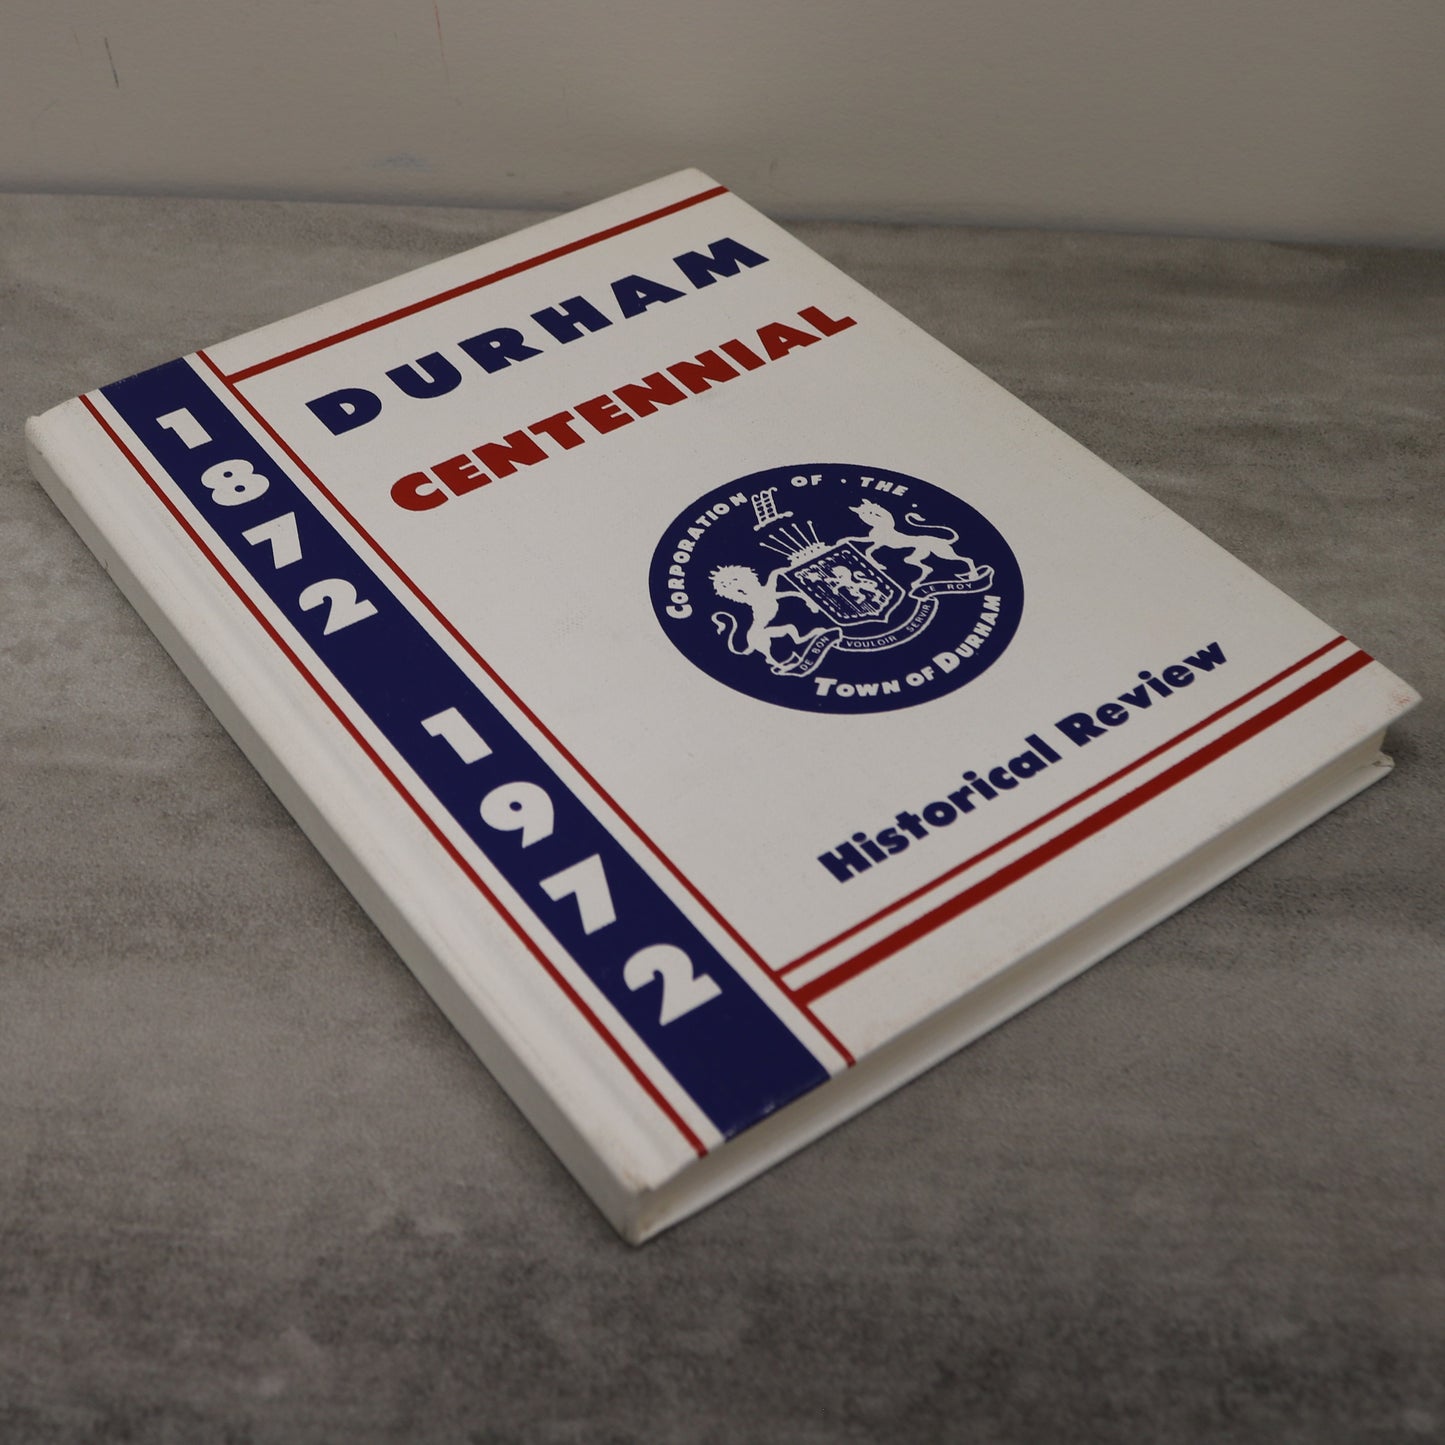 DURHAM
CENTENNIAL
1872 1972
CORPORATION OF · THE ·
TOWN OF DURHAM
DE BON VOULOIR SERVIR LE ROY
Historical Review